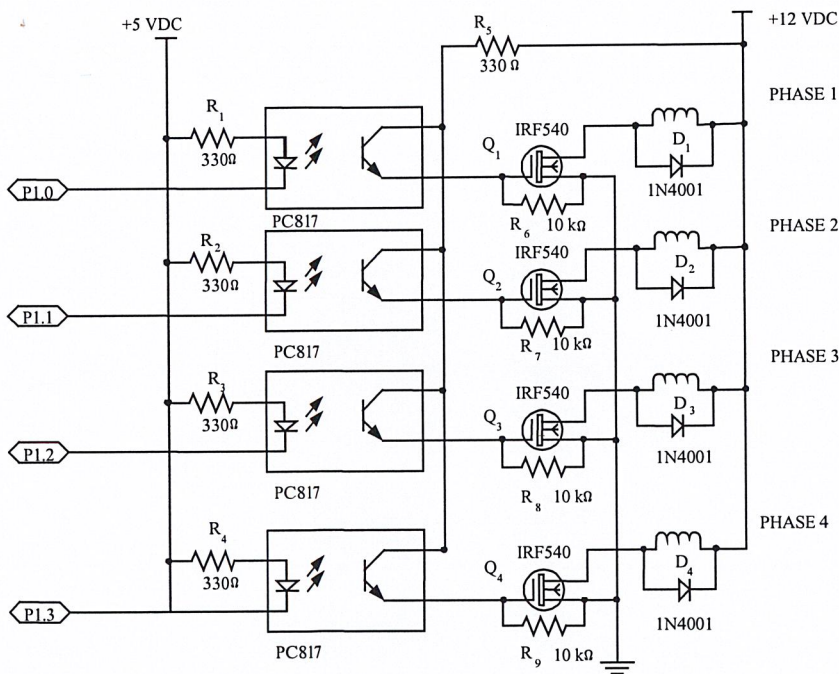 +5 VDC
+12 VDC
R5
330 Ω
PHASE 1
R1
330Ω
IRF540
Q1
D1
1N4001
P1.0
PC817
R6 10 kΩ
PHASE 2
R2
330Ω
IRF540
Q2
D2
1N4001
P1.1
PC817
R7 10 kΩ
PHASE 3
R3
330Ω
IRF540
Q3
D3
1N4001
P1.2
PC817
R8 10 kΩ
PHASE 4
R4
330Ω
IRF540
Q4
D4
1N4001
P1.3
PC817
R9 10 kΩ